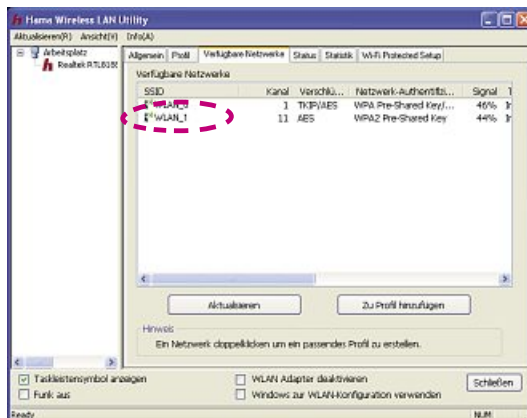 Hama Wireless LAN Utility
Aktualisieren(R) Ansicht(V) Info(A)
Arbeitsplatz
Realtek RTL818
Allgemein Profil Verfügbare Netzwerke Status Statistik Wi-Fi Protected Setup
Verfügbare Netzwerke
SSID Kanal Verschlü... Netzwerk-Authentifizi... Signal T
1 TKIP/AES WPA Pre-Shared Key/... 46%
WLAN_1 11 AES WPA2 Pre-Shared Key 44%
Aktualisieren Zu Profil hinzufügen
Hinweis
Ein Netzwerk doppelklicken um ein passendes Profil zu erstellen.
Taskleistensymbol anzeigen WLAN Adapter deaktivieren Schließen
Funk aus Windows zur WLAN-Konfiguration verwenden
Ready NUM